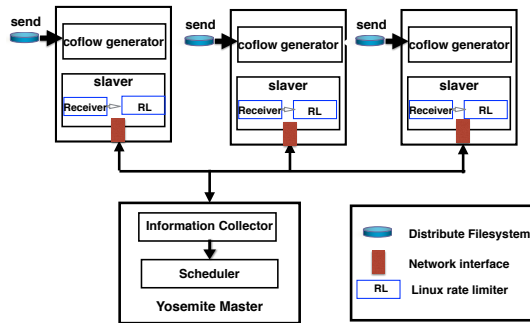 send
coflow generator
slaver
Receiver
RL
send
coflow generator
slaver
Receiver
RL
send
coflow generator
slaver
Receiver
RL
Information Collector
Scheduler
Yosemite Master
Distribute Filesystem
Network interface
RL
Linux rate limiter